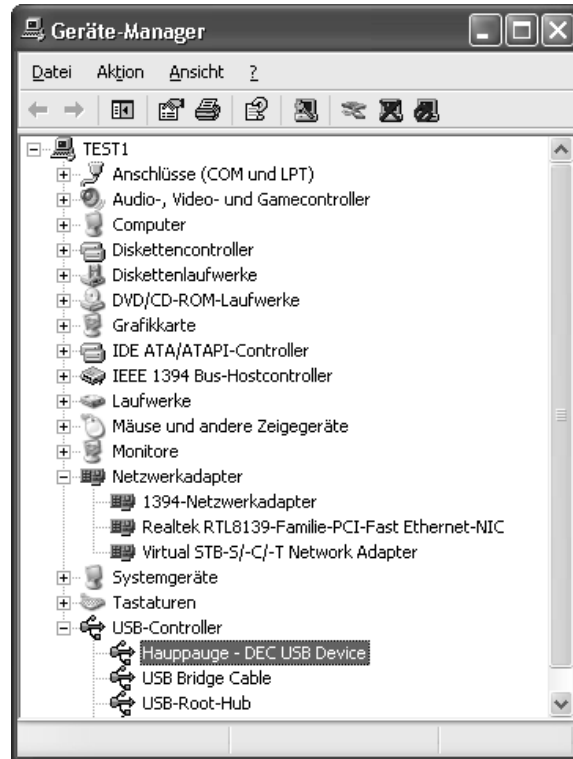 Geräte-Manager
Datei Aktion Ansicht ?
TEST1
Anschlüsse (COM und LPT)
Audio-, Video- und Gamecontroller
Computer
Diskettencontroller
Diskettenlaufwerke
DVD/CD-ROM-Laufwerke
Grafikkarte
IDE ATA/ATAPI-Controller
IEEE 1394 Bus-Hostcontroller
Laufwerke
Mäuse und andere Zeigegeräte
Monitore
Netzwerkadapter
1394-Netzwerkadapter
Realtek RTL8139-Familie-PCI-Fast Ethernet-NIC
Virtual STB-S/-C/-T Network Adapter
Systemgeräte
Tastaturen
USB-Controller
Hauppauge - DEC USB Device
USB Bridge Cable
USB-Root-Hub